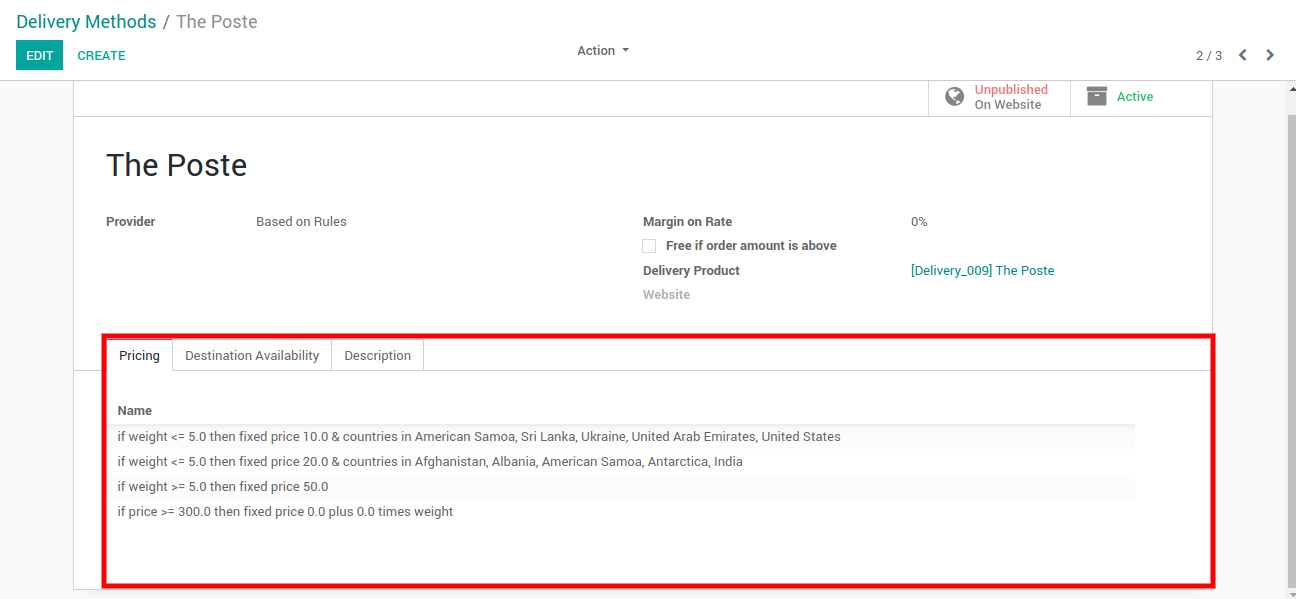 Delivery Methods / The Poste
EDIT CREATE Action 2 / 3
Unpublished
On Website
Active
The Poste
Provider Based on Rules Margin on Rate 0%
Free if order amount is above
Delivery Product [Delivery_009] The Poste
Website
Pricing Destination Availability Description
Name
if weight <= 5.0 then fixed price 10.0 & countries in American Samoa, Sri Lanka, Ukraine, United Arab Emirates, United States
if weight <= 5.0 then fixed price 20.0 & countries in Afghanistan, Albania, American Samoa, Antarctica, India
if weight >= 5.0 then fixed price 50.0
if price >= 300.0 then fixed price 0.0 plus 0.0 times weight